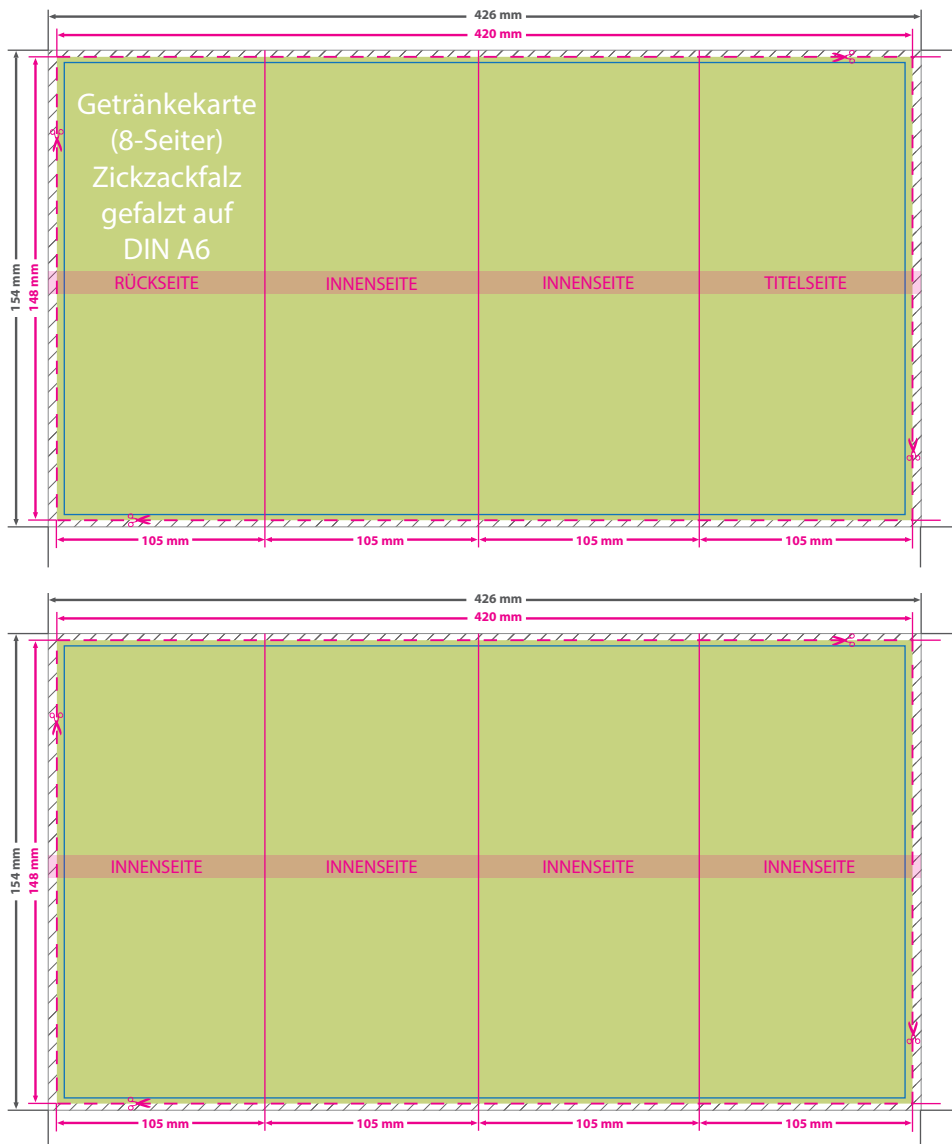 426 mm
420 mm
Getränkekarte
(8-Seiter)
Zickzackfalz
gefalzt auf
DIN A6
154 mm
148 mm
RÜCKSEITE INNENSEITE INNENSEITE TITELSEITE
105 mm 105 mm 105 mm 105 mm
426 mm
420 mm
154 mm
148 mm
INNENSEITE INNENSEITE INNENSEITE INNENSEITE
105 mm 105 mm 105 mm 105 mm